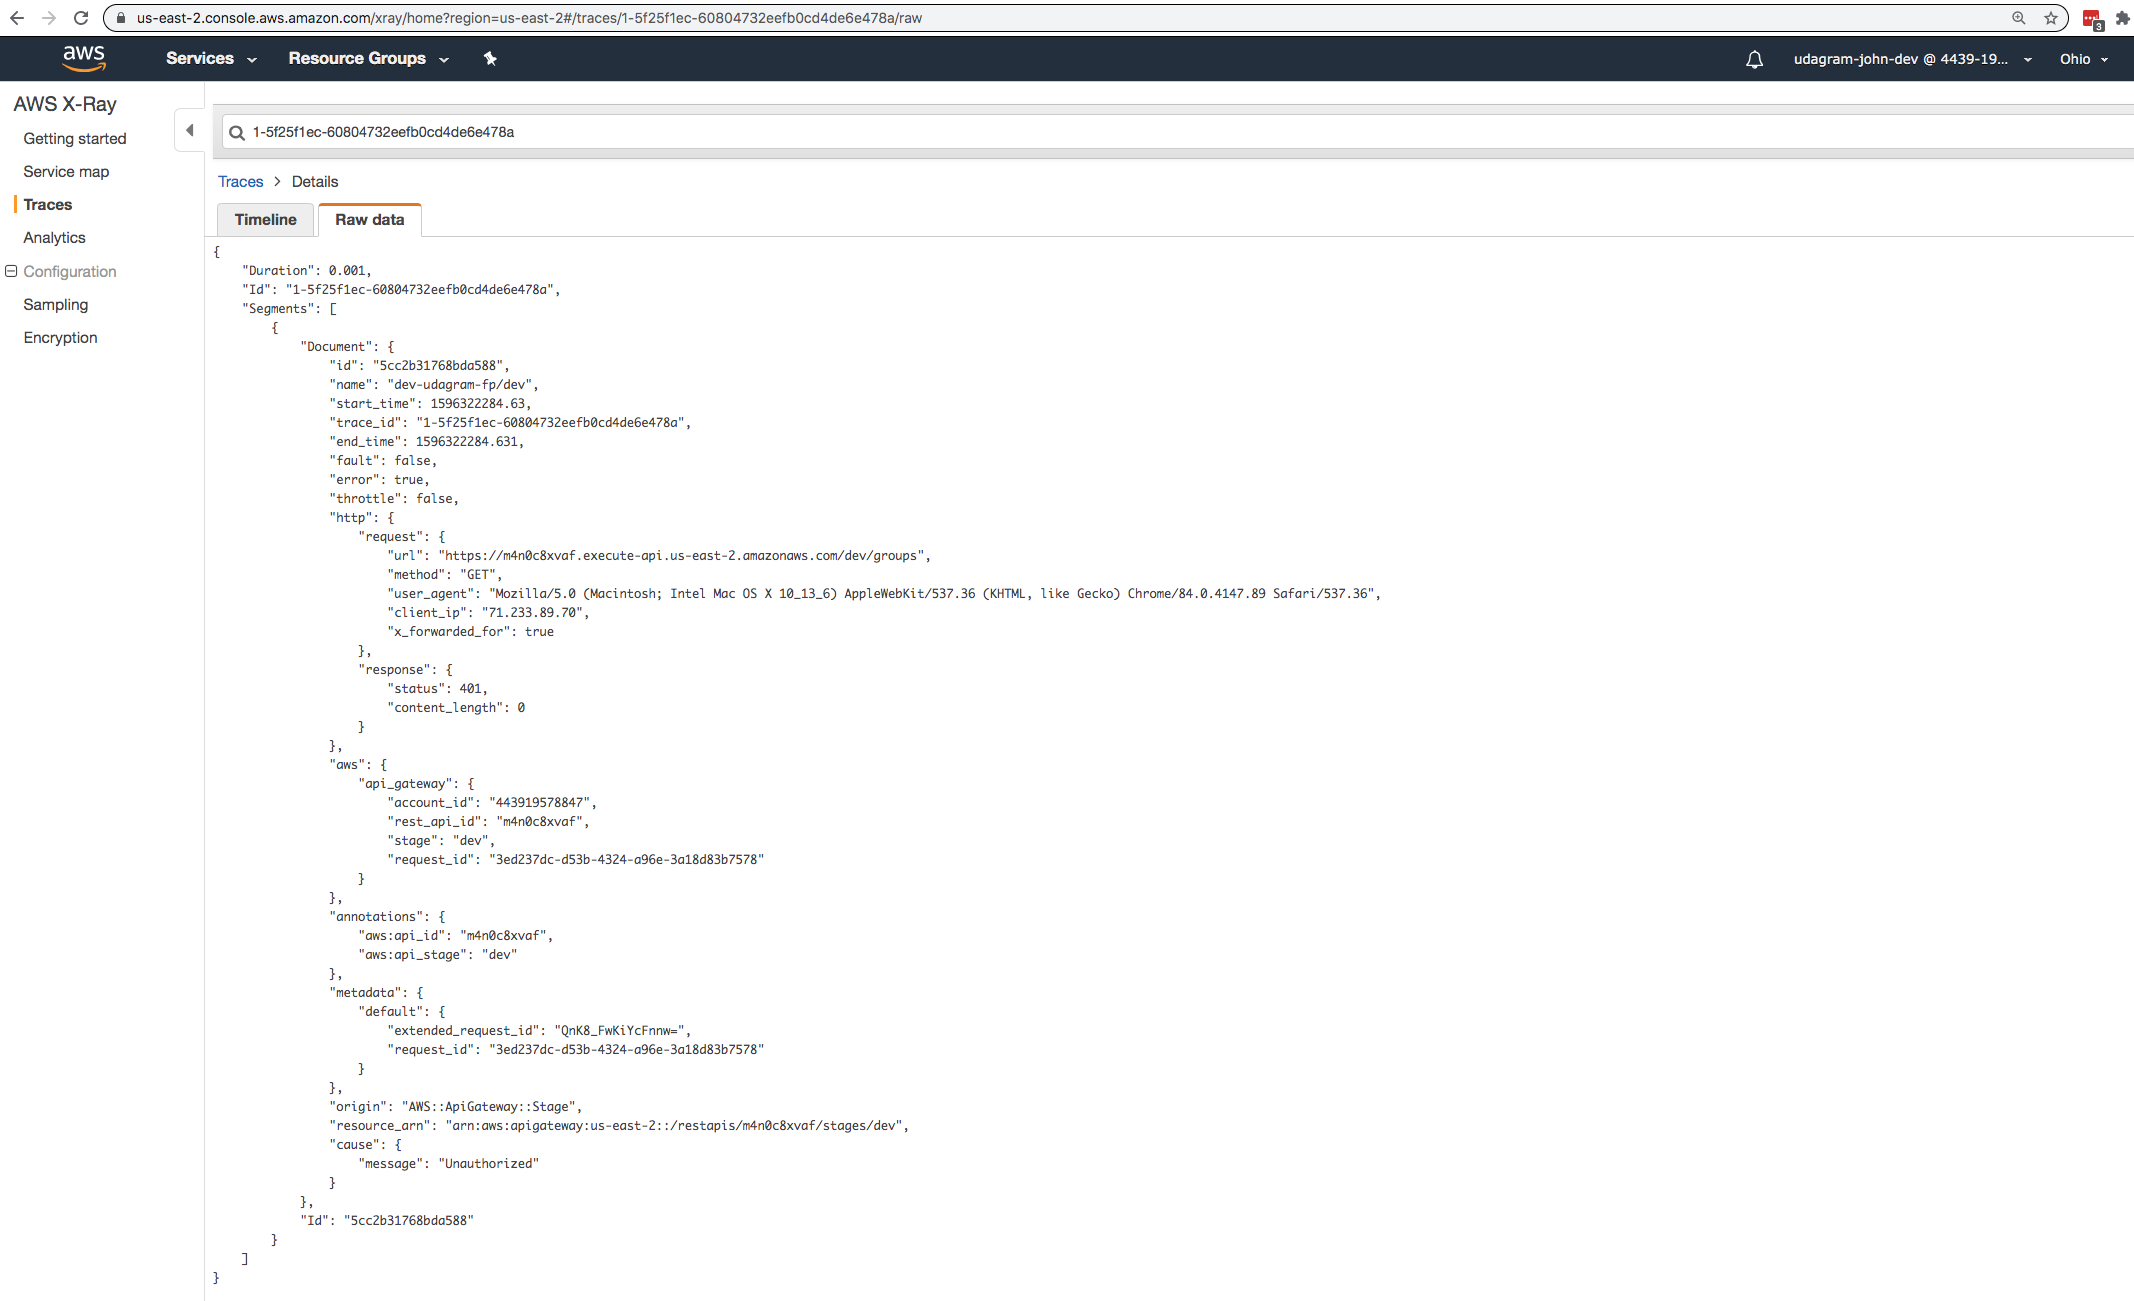 us-east-2.console.aws.amazon.com/xray/home?region=us-east-2#/traces/1-5f25f1ec-60804732eefb0cd4de6e478a/raw
3
aws
Services
Resource Groups
udagram-john-dev @ 4439-19...
Ohio
AWS X-Ray
Getting started
Service map
Traces
Analytics
Configuration
Sampling
Encryption
1-5f25f1ec-60804732eefb0cd4de6e478a
Traces > Details
Timeline
Raw data
{
"Duration": 0.001,
"Id": "1-5f25f1ec-60804732eefb0cd4de6e478a",
"Segments": [
{
"Document": {
"id": "5cc2b31768bda588",
"name": "dev-udagram-fp/dev",
"start_time": 1596322284.63,
"trace_id": "1-5f25f1ec-60804732eefb0cd4de6e478a",
"end_time": 1596322284.631,
"fault": false,
"error": true,
"throttle": false,
"http": {
"request": {
"url": "https://m4n0c8xvaf.execute-api.us-east-2.amazonaws.com/dev/groups",
"method": "GET",
"user_agent": "Mozilla/5.0 (Macintosh; Intel Mac OS X 10_13_6) AppleWebKit/537.36 (KHTML, like Gecko) Chrome/84.0.4147.89 Safari/537.36",
"client_ip": "71.233.89.70",
"x_forwarded_for": true
},
"response": {
"status": 401,
"content_length": 0
}
},
"aws": {
"api_gateway": {
"account_id": "443919578847",
"rest_api_id": "m4n0c8xvaf",
"stage": "dev",
"request_id": "3ed237dc-d53b-4324-a96e-3a18d83b7578"
}
},
"annotations": {
"aws:api_id": "m4n0c8xvaf",
"aws:api_stage": "dev"
},
"metadata": {
"default": {
"extended_request_id": "QnK8_FwKiYcFnnw=",
"request_id": "3ed237dc-d53b-4324-a96e-3a18d83b7578"
}
},
"origin": "AWS::ApiGateway::Stage",
"resource_arn": "arn:aws:apigateway:us-east-2::/restapis/m4n0c8xvaf/stages/dev",
"cause": {
"message": "Unauthorized"
}
},
"Id": "5cc2b31768bda588"
}
]
}